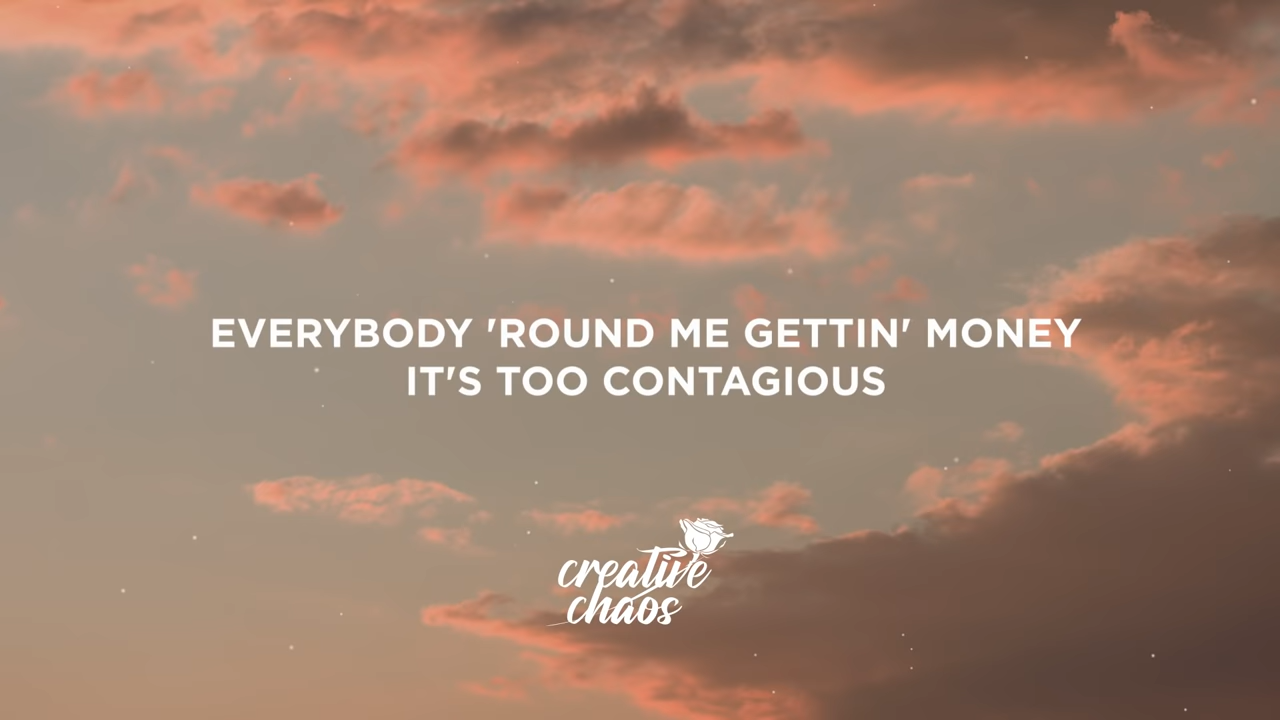 EVERYBODY 'ROUND ME GETTIN' MONEY
IT'S TOO CONTAGIOUS
creative
chaos